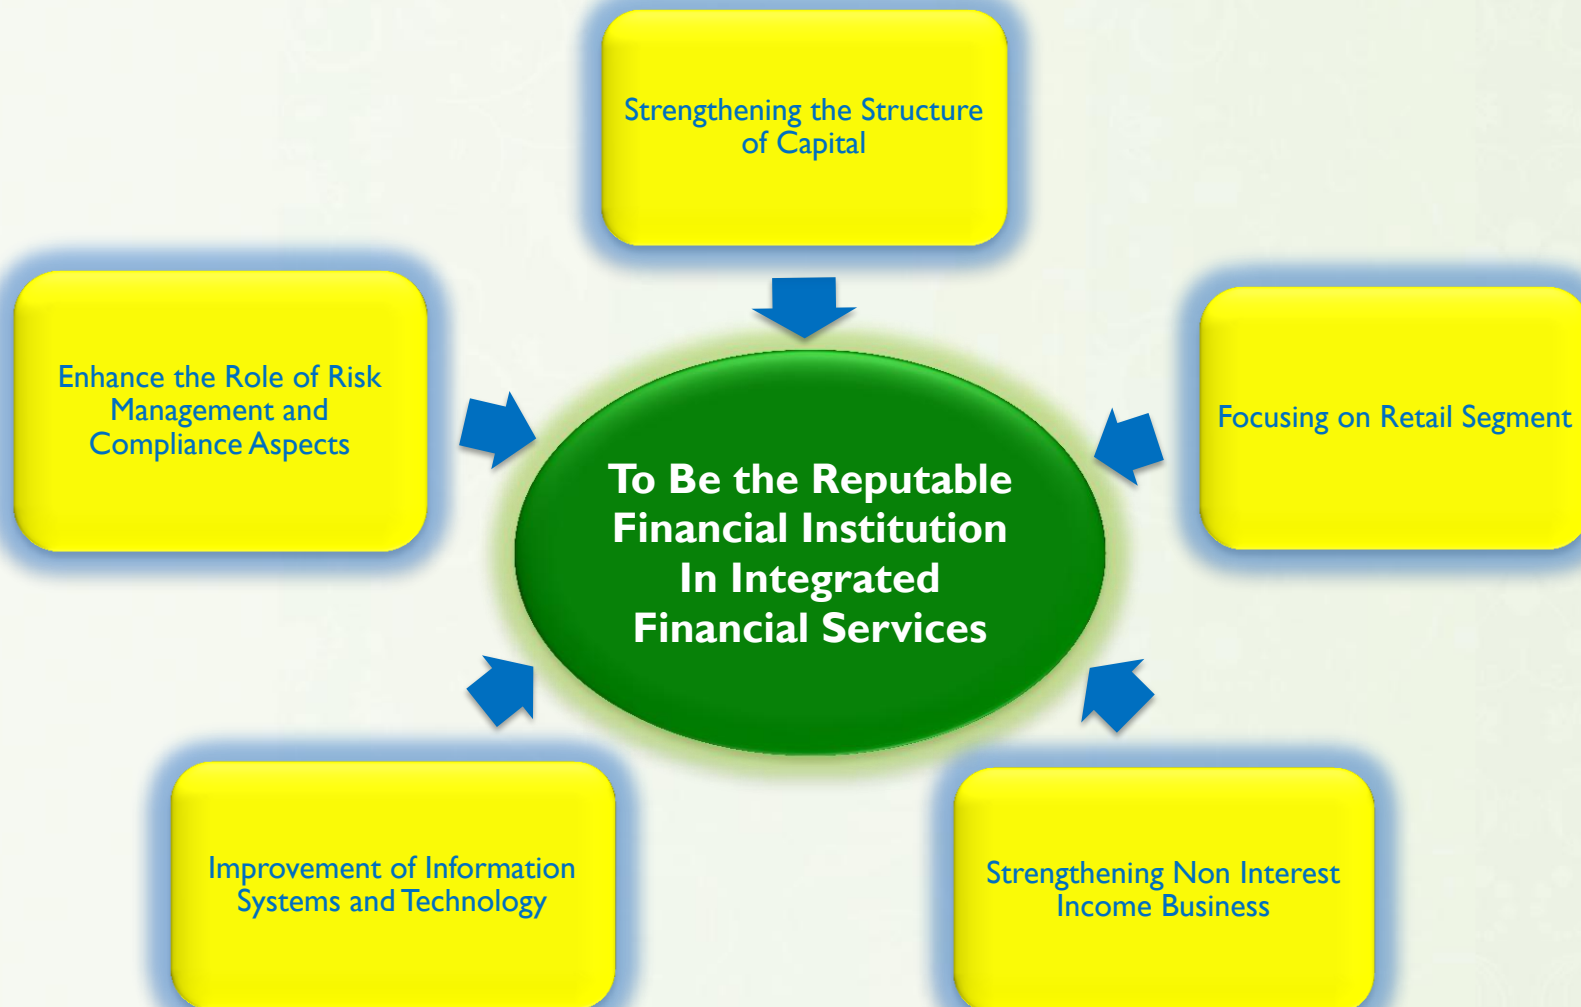 Strengthening the Structure
of Capital
Enhance the Role of Risk
Management and
Compliance Aspects
Focusing on Retail Segment
To Be the Reputable
Financial Institution
In Integrated
Financial Services
Improvement of Information
Systems and Technology
Strengthening Non Interest
Income Business